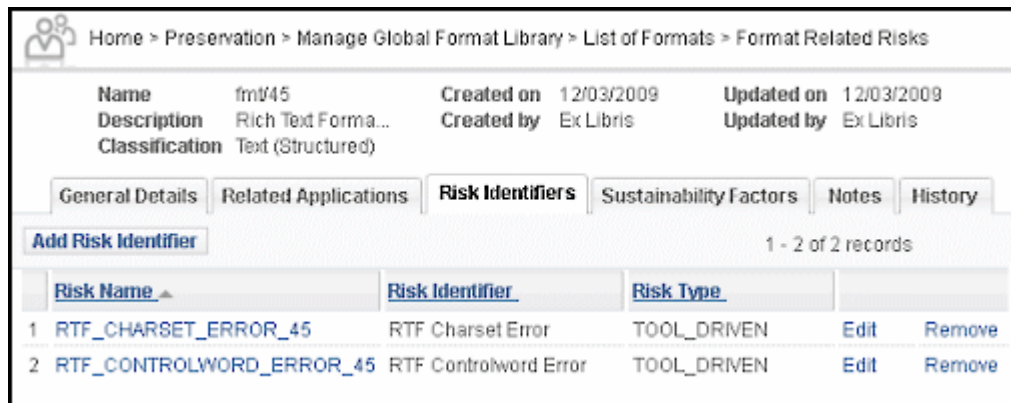 Home > Preservation > Manage Global Format Library > List of Formats > Format Related Risks
Name fmt/45 Created on 12/03/2009 Updated on 12/03/2009
Description Rich Text Forma... Created by Ex Libris Updated by Ex Libris
Classification Text (Structured)
General Details Related Applications Risk Identifiers Sustainability Factors Notes History
Add Risk Identifier 1 - 2 of 2 records
Risk Name Risk Identifier Risk Type
1 RTF_CHARSET_ERROR_45 RTF Charset Error TOOL_DRIVEN Edit Remove
2 RTF_CONTROLWORD_ERROR_45 RTF Controlword Error TOOL_DRIVEN Edit Remove